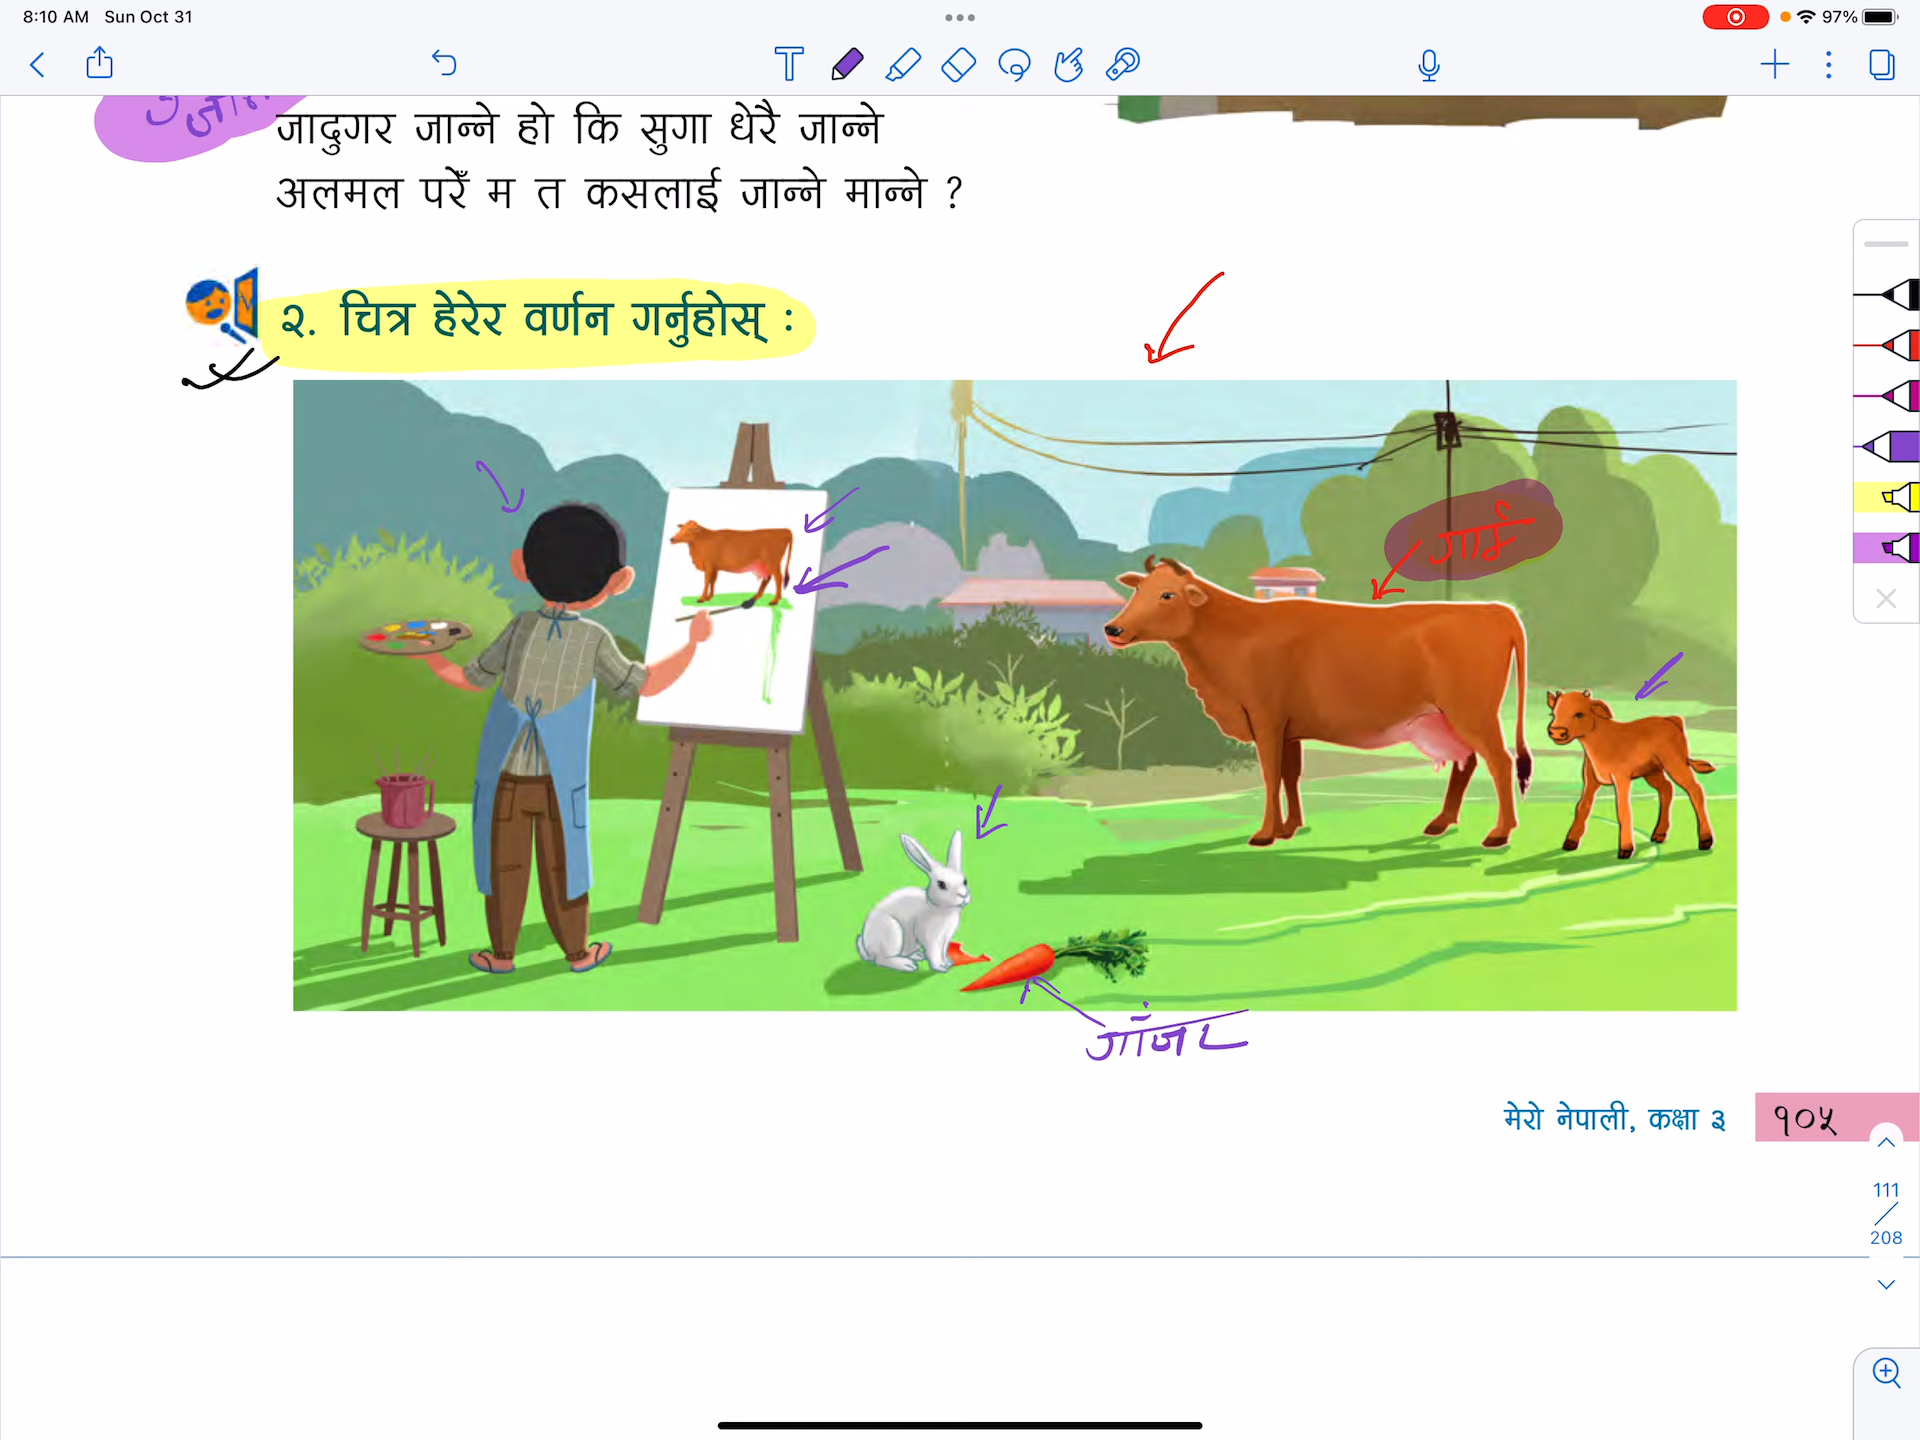 8:10 AM Sun Oct 31
97%
T
जादुगर जान्ने हो कि सुगा धेरै जान्ने
अलमल परेँ म त कसलाई जान्ने मान्ने ?
२. चित्र हेरेर वर्णन गर्नुहोस् :
गाई
गाँजर
मेरो नेपाली, कक्षा ३ १०५
111
208